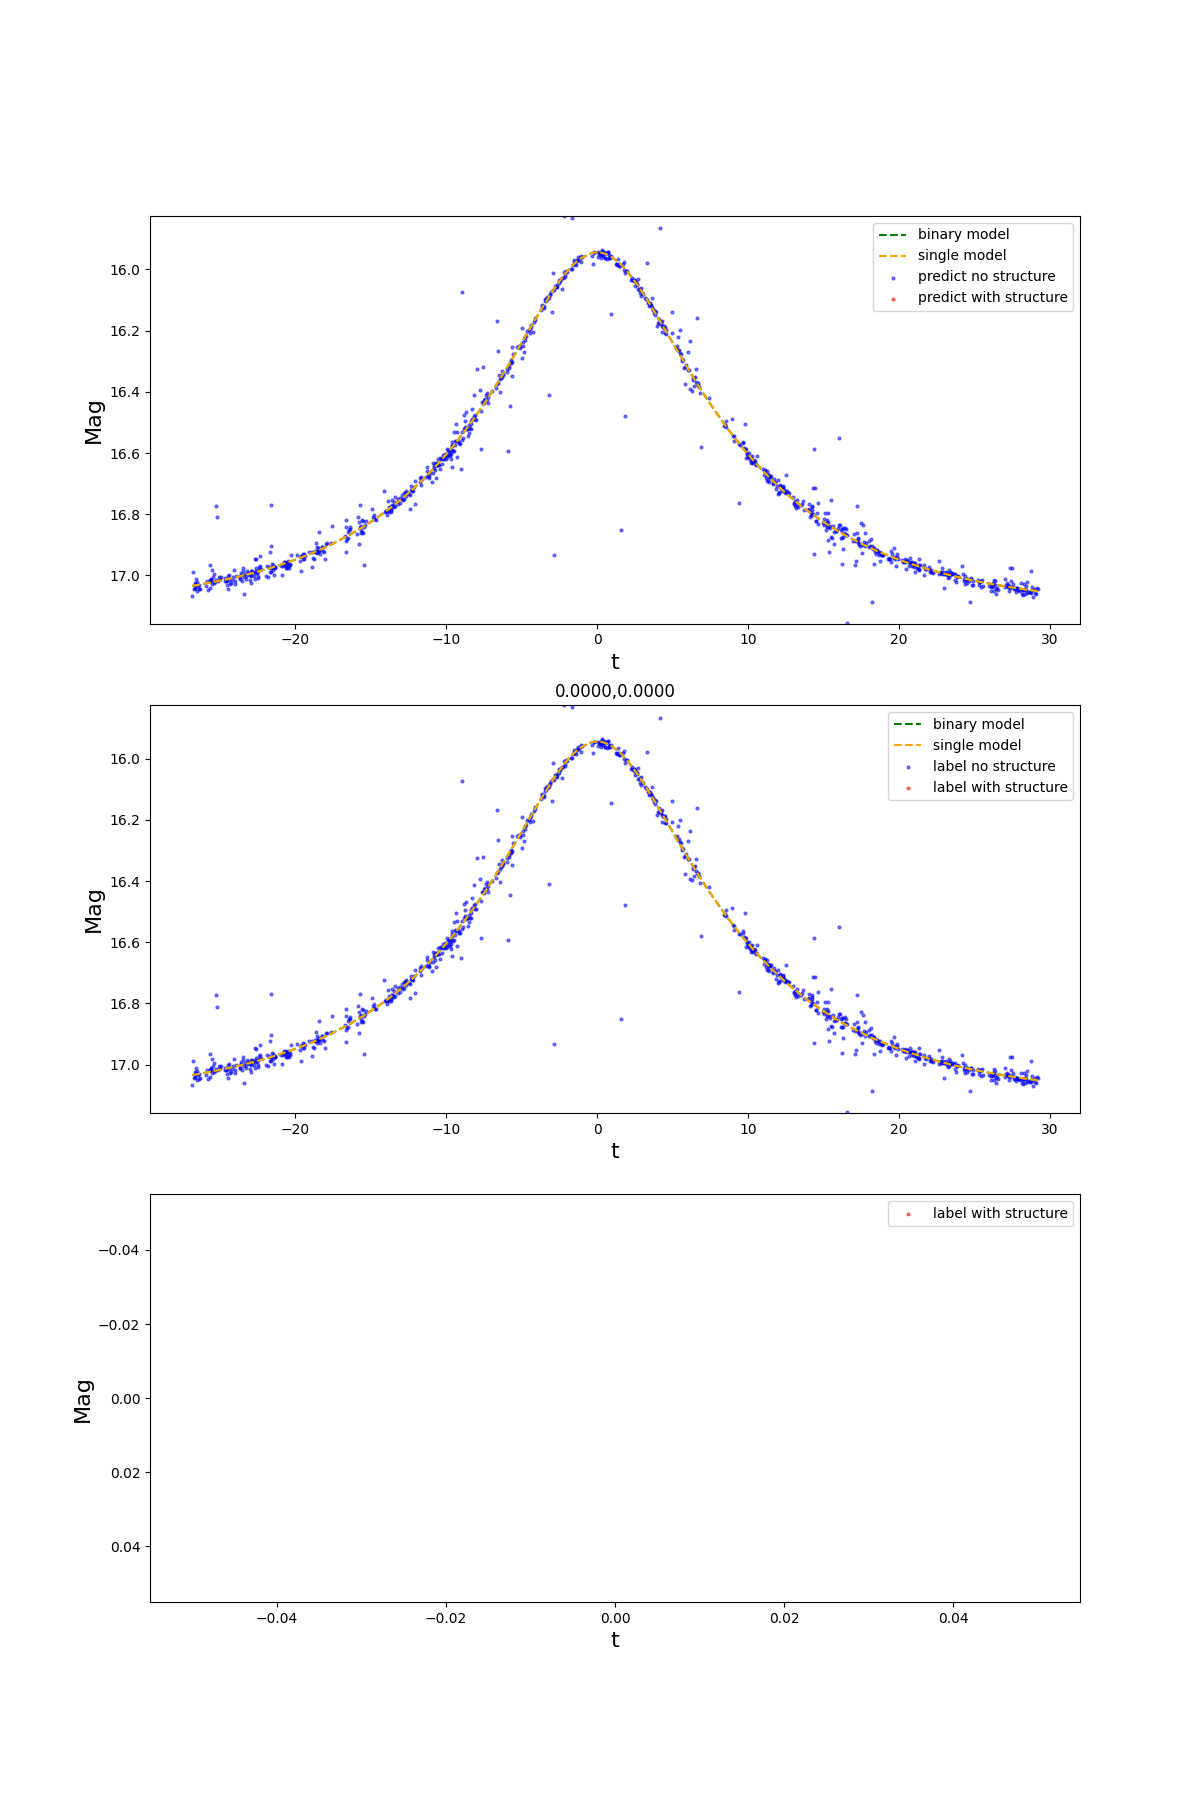 binary model
single model
predict no structure
predict with structure
16.0
16.2
16.4
16.6
16.8
17.0
Mag
−20
−10
0
10
20
30
t
0.0000,0.0000
binary model
single model
label no structure
label with structure
16.0
16.2
16.4
16.6
16.8
17.0
Mag
−20
−10
0
10
20
30
t
label with structure
−0.04
−0.02
0.00
0.02
0.04
Mag
−0.04
−0.02
0.00
0.02
0.04
t